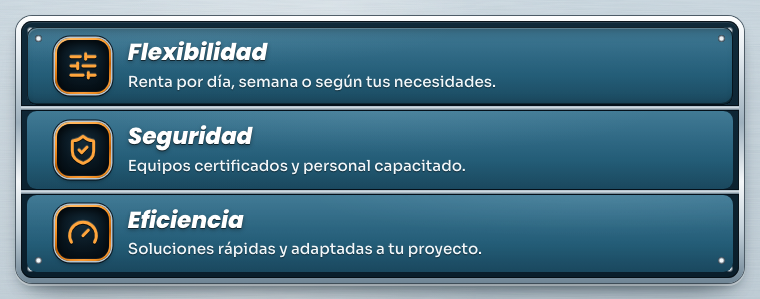 Flexibilidad
Renta por día, semana o según tus necesidades.
Seguridad
Equipos certificados y personal capacitado.
Eficiencia
Soluciones rápidas y adaptadas a tu proyecto.